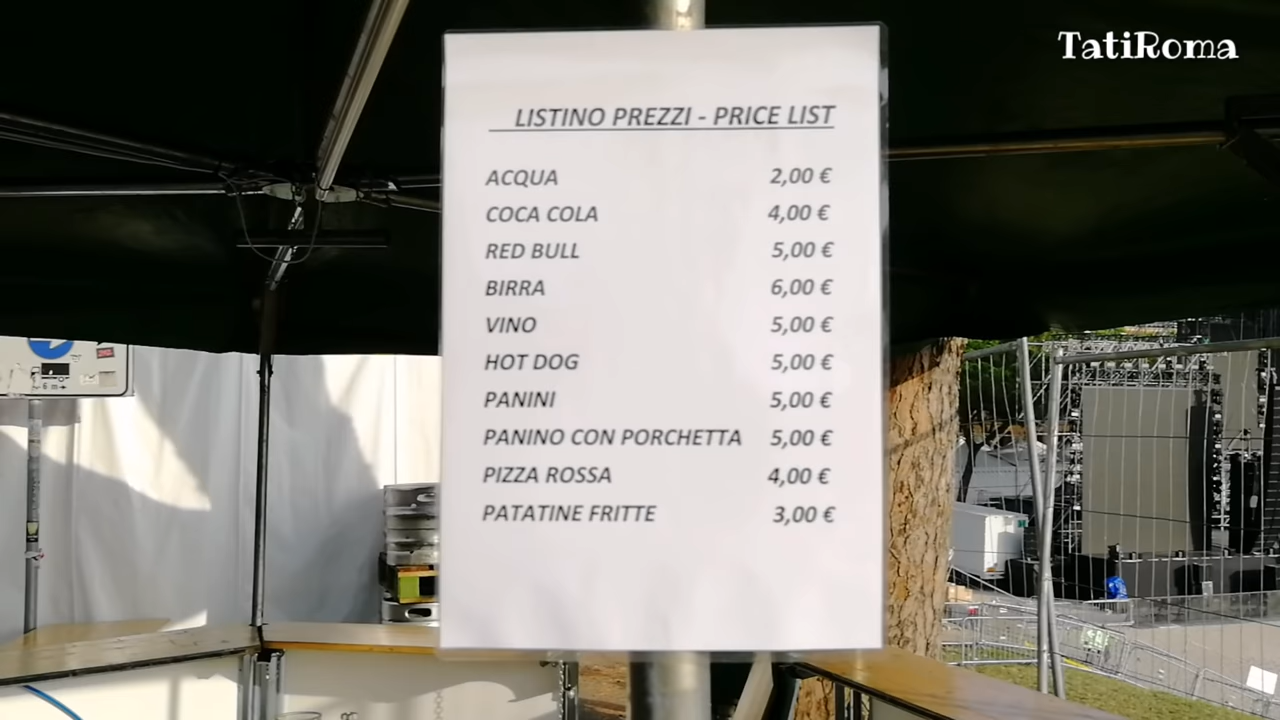 TatiRoma
LISTINO PREZZI - PRICE LIST
ACQUA 2,00 €
COCA COLA 4,00 €
RED BULL 5,00 €
BIRRA 6,00 €
VINO 5,00 €
HOT DOG 5,00 €
PANINI 5,00 €
PANINO CON PORCHETTA 5,00 €
PIZZA ROSSA 4,00 €
PATATINE FRITTE 3,00 €